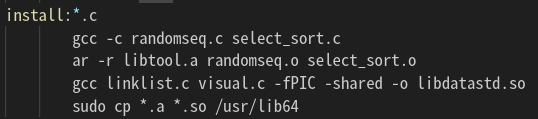 install:*.c
gcc -c randomseq.c select_sort.c
ar -r libtool.a randomseq.o select_sort.o
gcc linklist.c visual.c -fPIC -shared -o libdatastd.so
sudo cp *.a *.so /usr/lib64